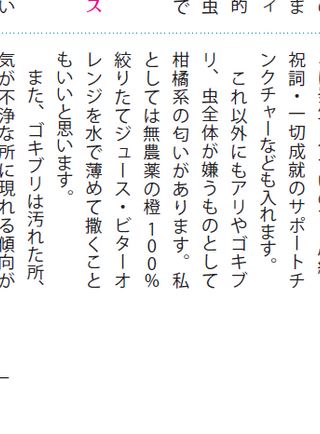 ま
ィ
的
虫
で
ス
い
祝詞・一切成就のサポートチ
ンクチャーなども入れます。
これ以外にもアリやゴキブ
リ、虫全体が嫌うものとして
柑橘系の匂いがあります。私
としては無農薬の橙100%
絞りたてジュース・ビターオ
レンジを水で薄めて撒くこと
もいいと思います。
また、ゴキブリは汚れた所、
気が不浄な所に現れる傾向が